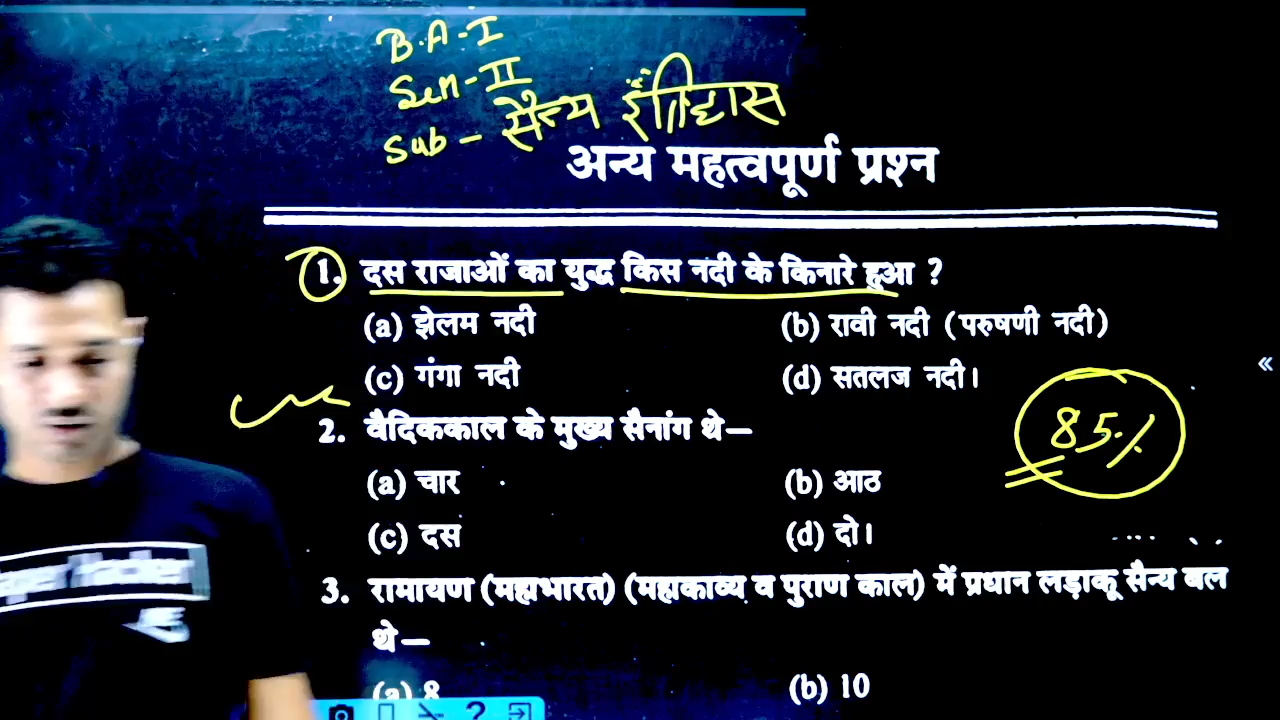 B.A-I
Sem-II
Sub- सैन्य इतिहास
अन्य महत्वपूर्ण प्रश्न
1. दस राजाओं का युद्ध किस नदी के किनारे हुआ ?
(a) झेलम नदी (b) रावी नदी (परुषणी नदी)
(c) गंगा नदी (d) सतलज नदी।
85%
2. वैदिककाल के मुख्य सैनांग थे—
(a) चार (b) आठ
(c) दस (d) दो।
3. रामायण (महाभारत) (महाकाव्य व पुराण काल) में प्रधान लड़ाकू सैन्य बल
थे—
(a) 8 (b) 10